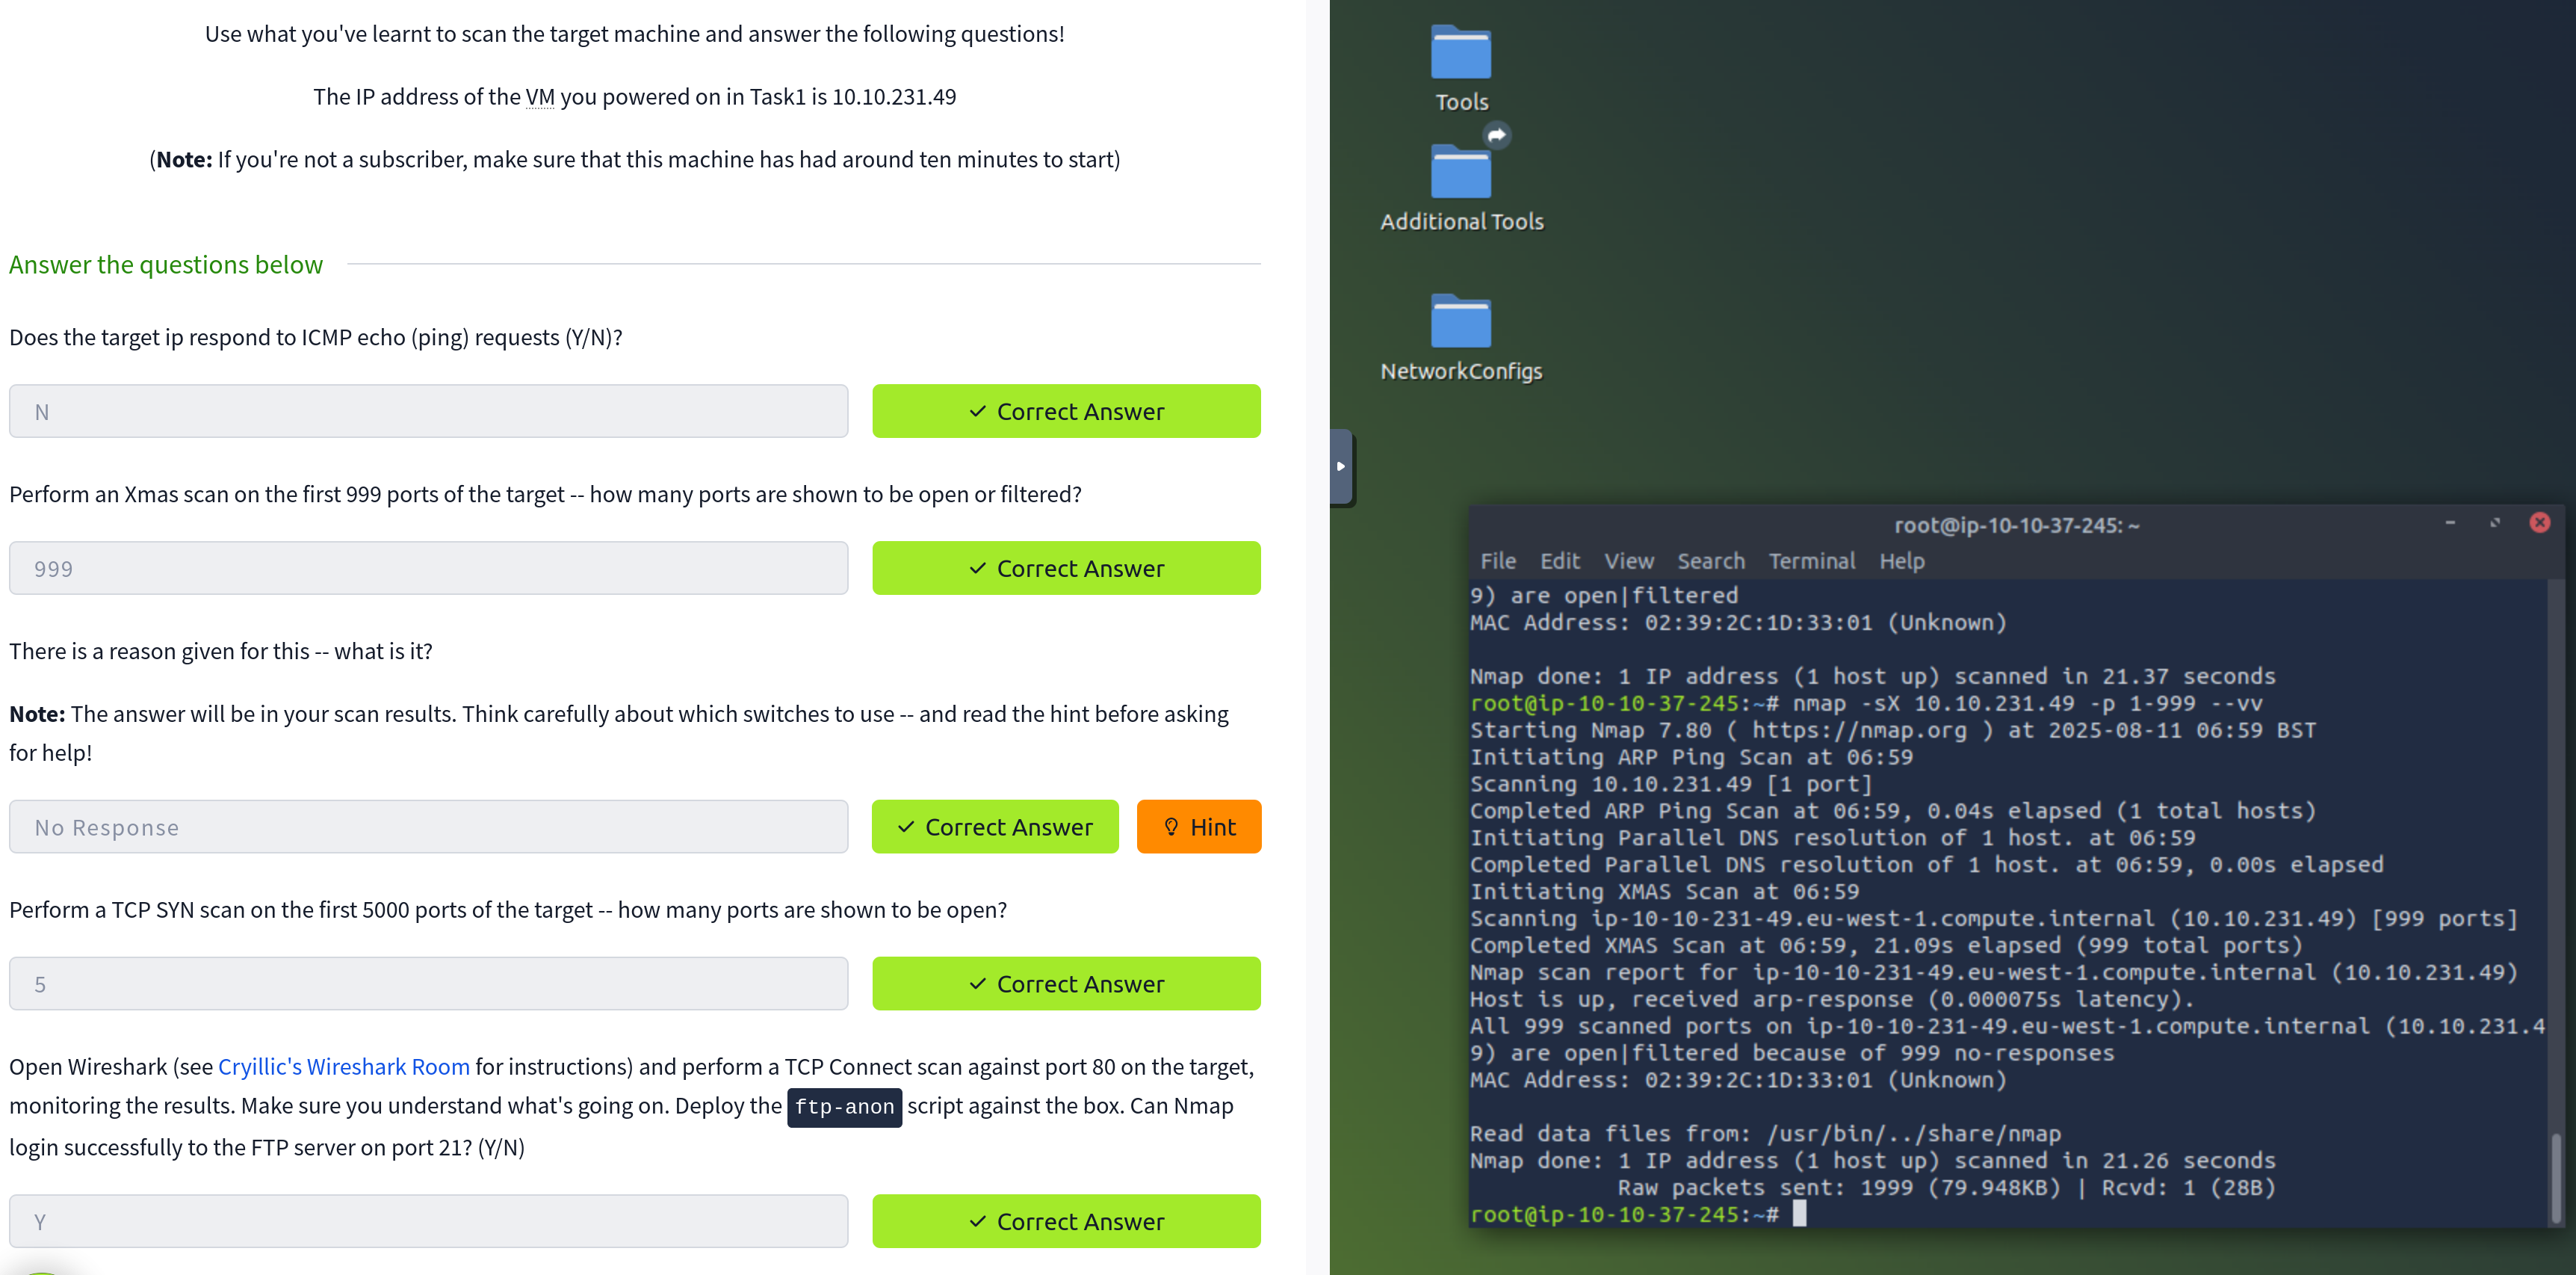 Use what you've learnt to scan the target machine and answer the following questions!
The IP address of the VM you powered on in Task1 is 10.10.231.49
(Note: If you're not a subscriber, make sure that this machine has had around ten minutes to start)
Answer the questions below
Does the target ip respond to ICMP echo (ping) requests (Y/N)?
N
✓ Correct Answer
Perform an Xmas scan on the first 999 ports of the target -- how many ports are shown to be open or filtered?
999
✓ Correct Answer
There is a reason given for this -- what is it?
Note: The answer will be in your scan results. Think carefully about which switches to use -- and read the hint before asking
for help!
No Response
✓ Correct Answer
Hint
Perform a TCP SYN scan on the first 5000 ports of the target -- how many ports are shown to be open?
5
✓ Correct Answer
Open Wireshark (see Cryillic's Wireshark Room for instructions) and perform a TCP Connect scan against port 80 on the target,
monitoring the results. Make sure you understand what's going on. Deploy the ftp-anon script against the box. Can Nmap
login successfully to the FTP server on port 21? (Y/N)
Y
✓ Correct Answer
Tools
Additional Tools
NetworkConfigs
root@ip-10-10-37-245: ~
File Edit View Search Terminal Help
9) are open|filtered
MAC Address: 02:39:2C:1D:33:01 (Unknown)
Nmap done: 1 IP address (1 host up) scanned in 21.37 seconds
root@ip-10-10-37-245:~# nmap -sX 10.10.231.49 -p 1-999 --vv
Starting Nmap 7.80 ( https://nmap.org ) at 2025-08-11 06:59 BST
Initiating ARP Ping Scan at 06:59
Scanning 10.10.231.49 [1 port]
Completed ARP Ping Scan at 06:59, 0.04s elapsed (1 total hosts)
Initiating Parallel DNS resolution of 1 host. at 06:59
Completed Parallel DNS resolution of 1 host. at 06:59, 0.00s elapsed
Initiating XMAS Scan at 06:59
Scanning ip-10-10-231-49.eu-west-1.compute.internal (10.10.231.49) [999 ports]
Completed XMAS Scan at 06:59, 21.09s elapsed (999 total ports)
Nmap scan report for ip-10-10-231-49.eu-west-1.compute.internal (10.10.231.49)
Host is up, received arp-response (0.000075s latency).
All 999 scanned ports on ip-10-10-231-49.eu-west-1.compute.internal (10.10.231.4
9) are open|filtered because of 999 no-responses
MAC Address: 02:39:2C:1D:33:01 (Unknown)
Read data files from: /usr/bin/../share/nmap
Nmap done: 1 IP address (1 host up) scanned in 21.26 seconds
Raw packets sent: 1999 (79.948KB) | Rcvd: 1 (28B)
root@ip-10-10-37-245:~#